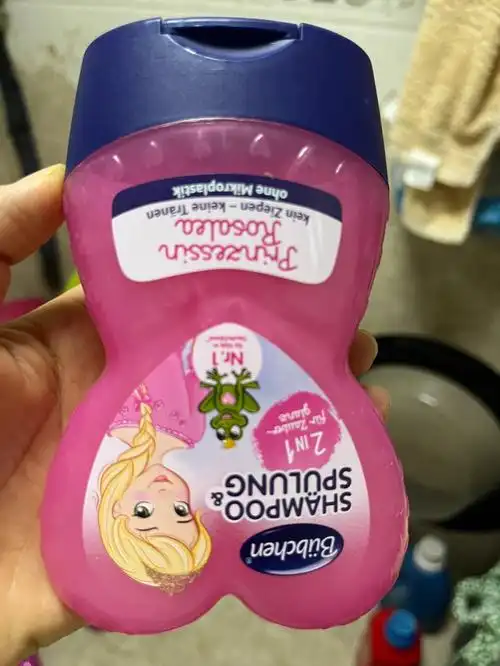 Bübchen®
SHAMPOO &
SPÜLUNG
2 IN 1
für Zauber-
glanz
Nr.1
Prinzessin
Rosalea
kein Ziepen – keine Tränen
ohne Mikroplastik